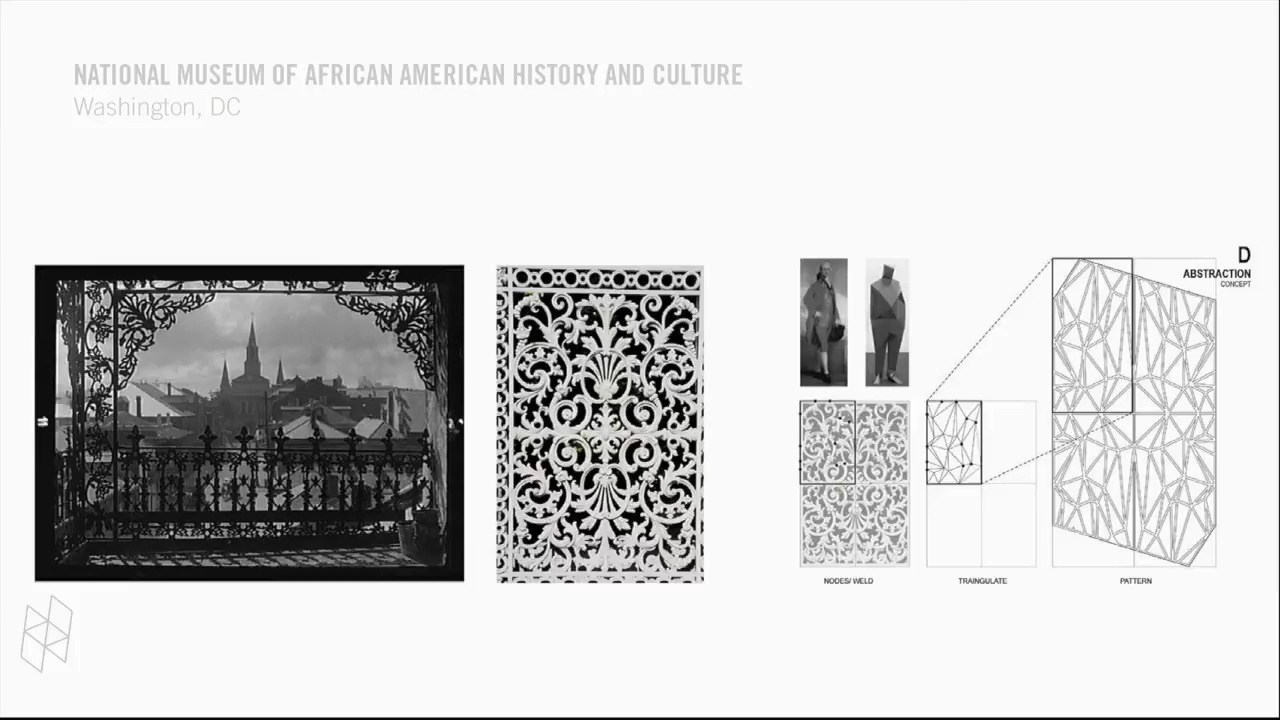 NATIONAL MUSEUM OF AFRICAN AMERICAN HISTORY AND CULTURE
Washington, DC
258
D
ABSTRACTION
CONCEPT
NODES/ WELD
TRAINGULATE
PATTERN